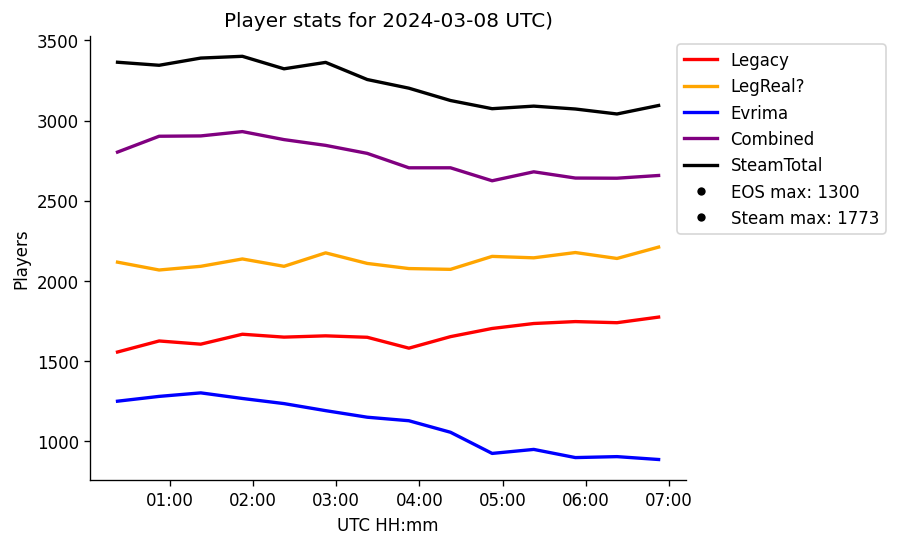 Player stats for 2024-03-08 UTC)
3500
3000
2500
2000
1500
1000
Players
01:00 02:00 03:00 04:00 05:00 06:00 07:00
UTC HH:mm
Legacy
LegReal?
Evrima
Combined
SteamTotal
EOS max: 1300
Steam max: 1773